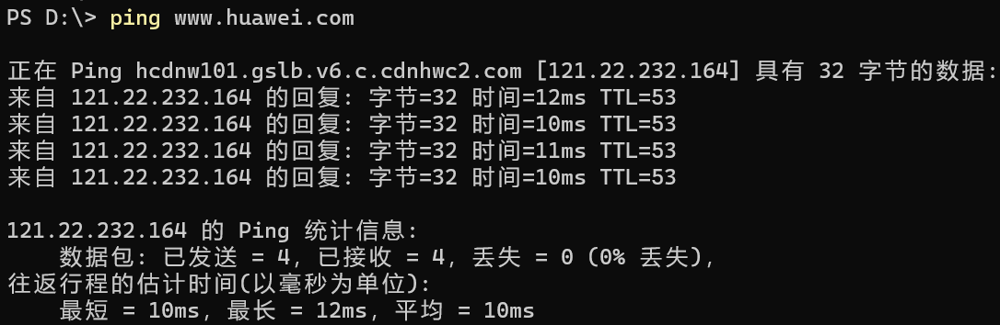 PS D:\> ping www.huawei.com
正在 Ping hcdnw101.gslb.v6.c.cdnhwc2.com [121.22.232.164] 具有 32 字节的数据:
来自 121.22.232.164 的回复: 字节=32 时间=12ms TTL=53
来自 121.22.232.164 的回复: 字节=32 时间=10ms TTL=53
来自 121.22.232.164 的回复: 字节=32 时间=11ms TTL=53
来自 121.22.232.164 的回复: 字节=32 时间=10ms TTL=53
121.22.232.164 的 Ping 统计信息:
数据包: 已发送 = 4, 已接收 = 4, 丢失 = 0 (0% 丢失),
往返行程的估计时间(以毫秒为单位):
最短 = 10ms, 最长 = 12ms, 平均 = 10ms